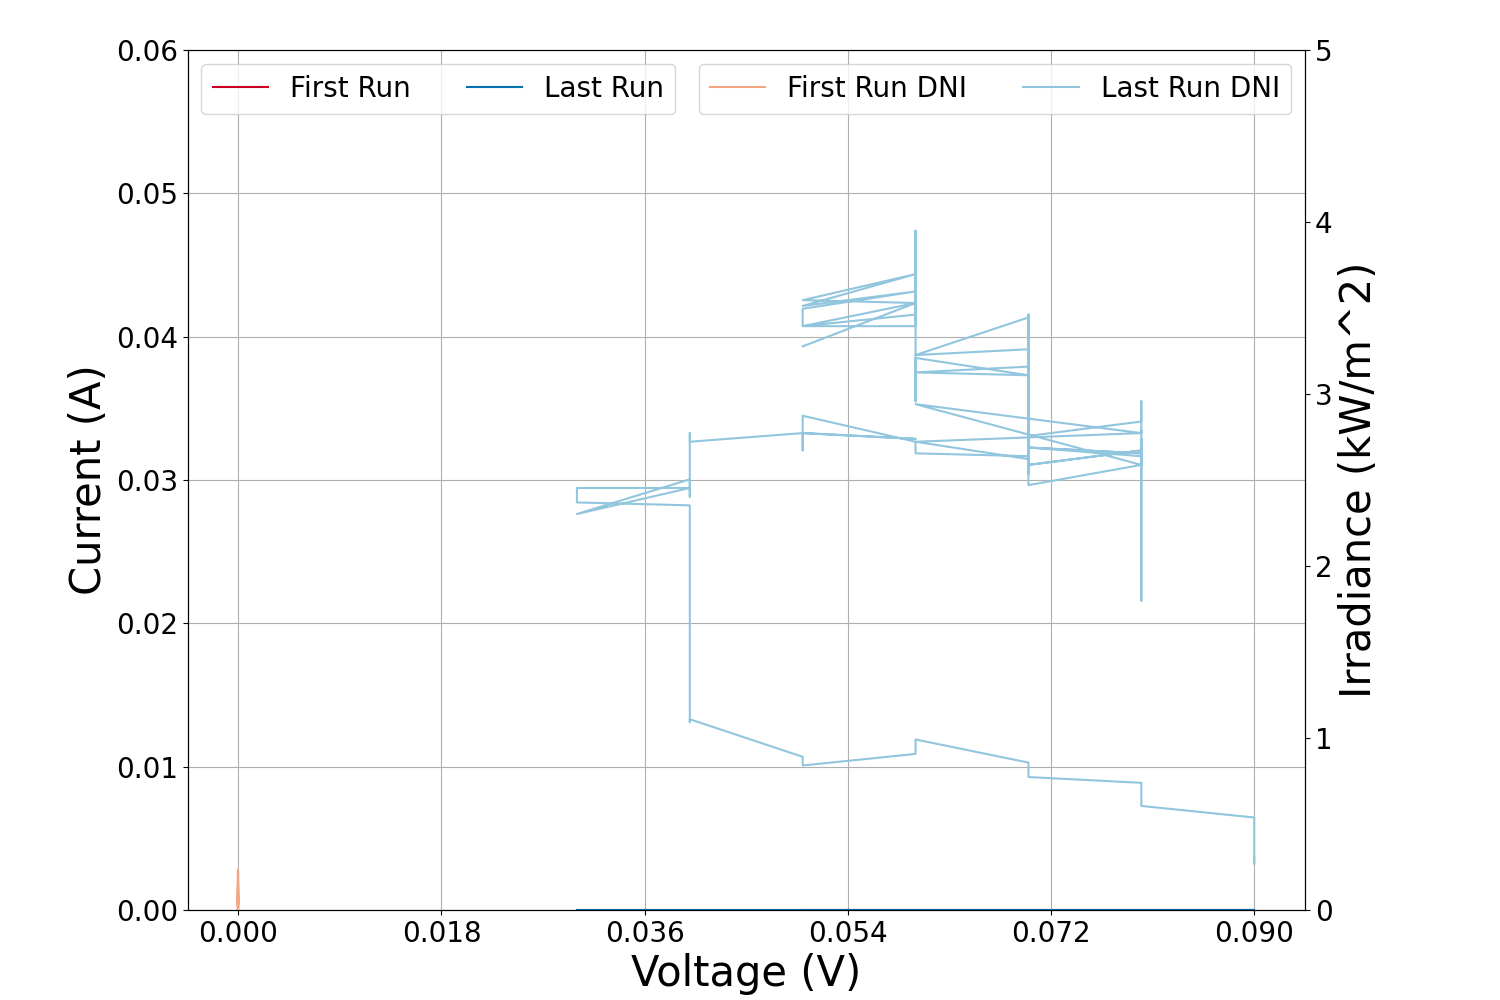 First Run
Last Run
First Run DNI
Last Run DNI
0.06
0.05
0.04
0.03
0.02
0.01
0.00
Current (A)
5
4
3
2
1
0
Irradiance (kW/m^2)
0.000 0.018 0.036 0.054 0.072 0.090
Voltage (V)